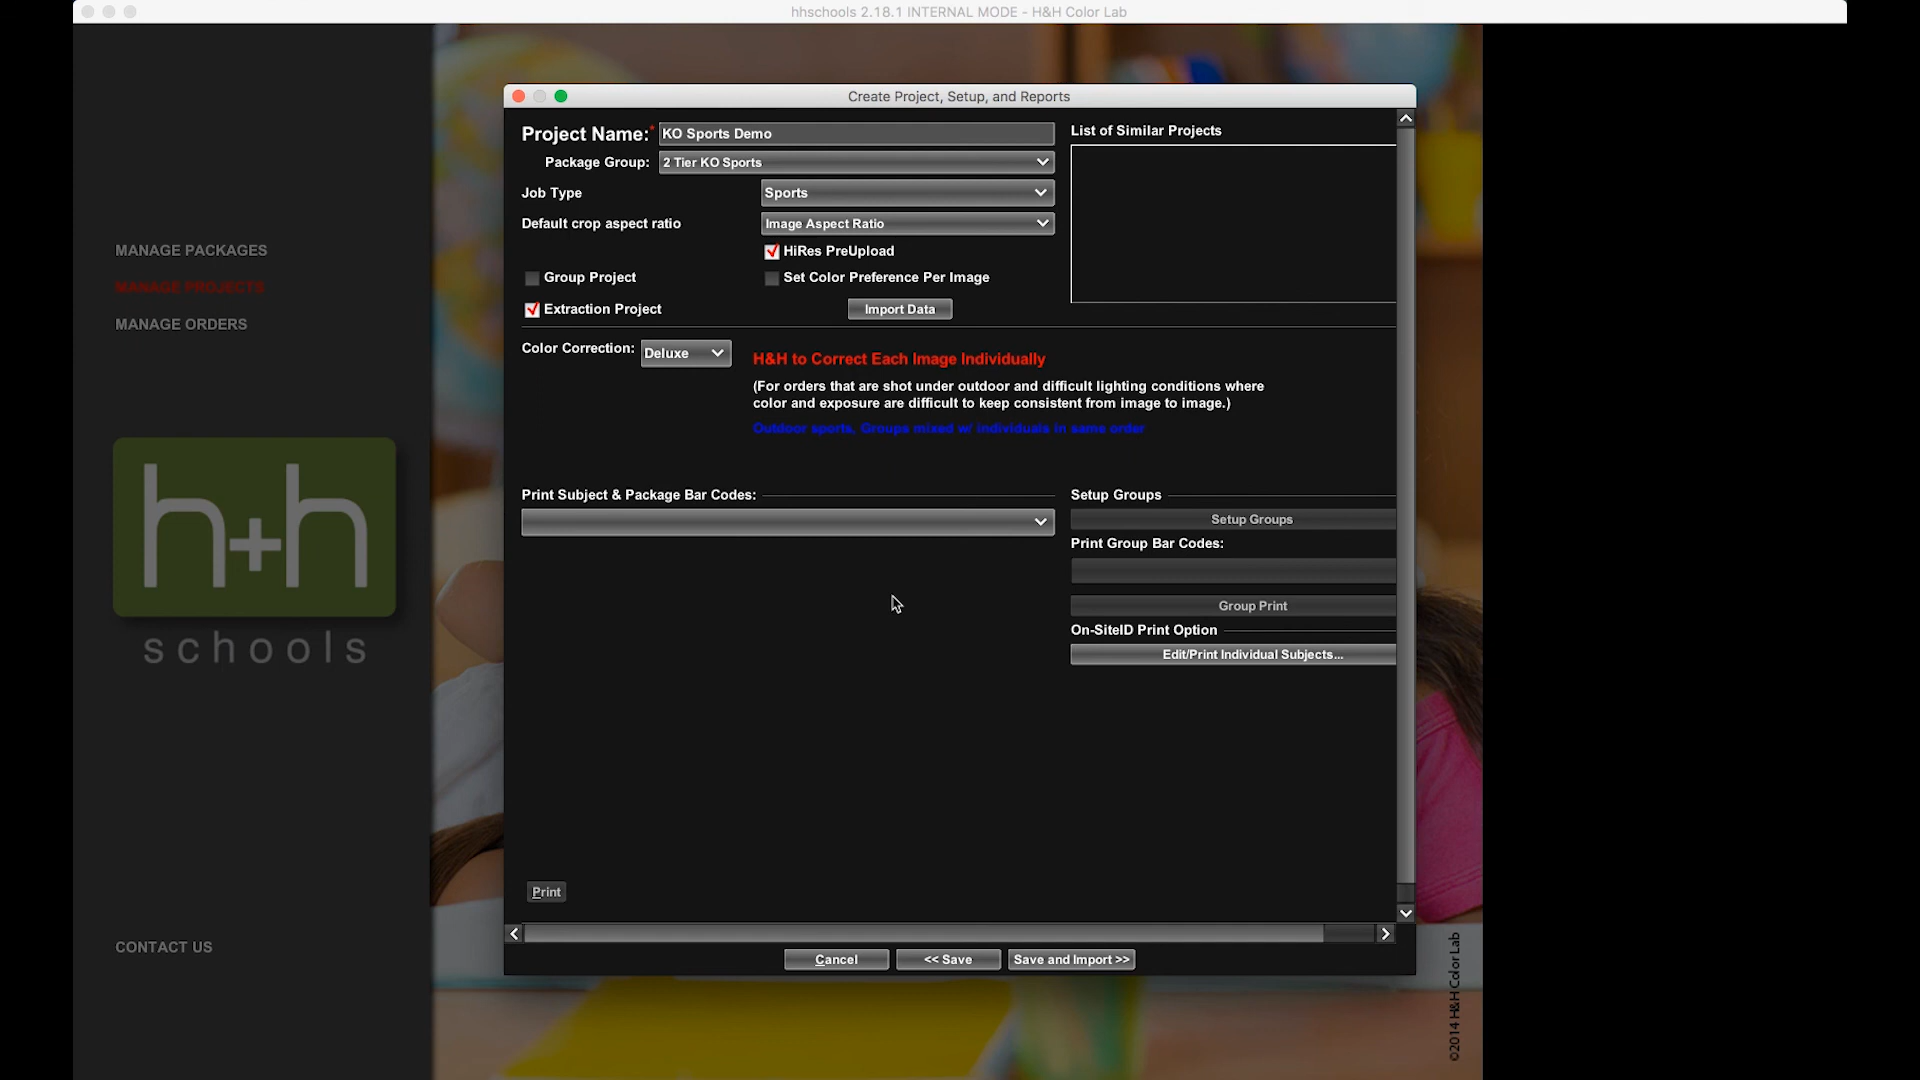 hhschools 2.18.1 INTERNAL MODE - H&H Color Lab
Create Project, Setup, and Reports
Project Name:* KO Sports Demo
List of Similar Projects
Package Group: 2 Tier KO Sports
Job Type Sports
Default crop aspect ratio Image Aspect Ratio
HiRes PreUpload
Group Project
Set Color Preference Per Image
Extraction Project
Import Data
Color Correction: Deluxe
H&H to Correct Each Image Individually
(For orders that are shot under outdoor and difficult lighting conditions where
color and exposure are difficult to keep consistent from image to image.)
Outdoor sports, Groups mixed w/ individuals in same order
Print Subject & Package Bar Codes:
Setup Groups
Setup Groups
Print Group Bar Codes:
Group Print
On-SiteID Print Option
Edit/Print Individual Subjects...
Print
Cancel
<< Save
Save and Import >>
MANAGE PACKAGES
MANAGE PROJECTS
MANAGE ORDERS
h+h
schools
CONTACT US
©2014 H&H Color Lab